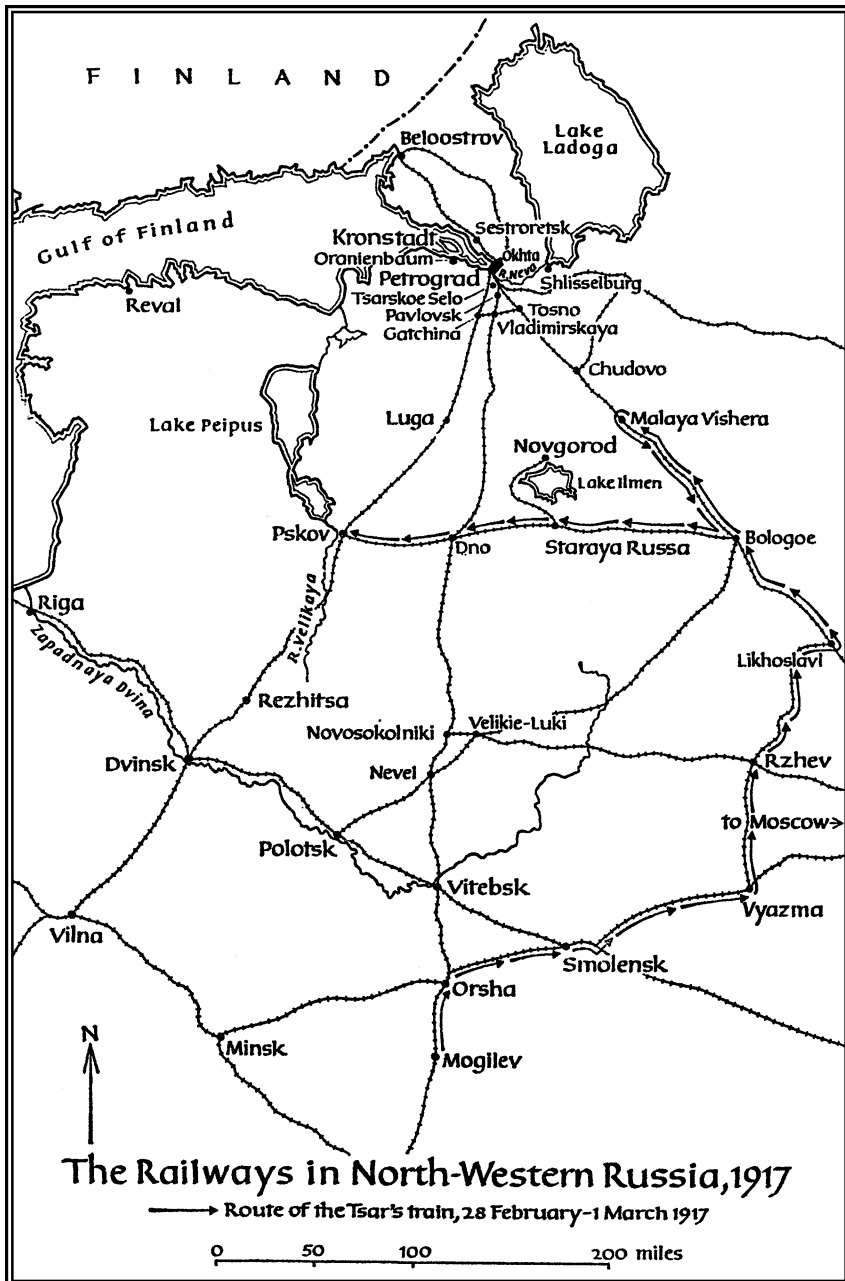 FINLAND
Lake
Ladoga
Beloostrov
Gulf of Finland
Sestroretsk
Kronstadt
Okhta
Oranienbaum
R. Neva
Petrograd
Shlisselburg
Tsarskoe Selo
Reval
Pavlovsk
Tosno
Gatchina
Vladimirskaya
Chudovo
Lake Peipus
Luga
Malaya Vishera
Novgorod
Lake Ilmen
Pskov
Dno
Staraya Russa
Bologoe
Riga
R. Velikaya
Zapadnaya Dvina
Likhoslavl
Rezhitsa
Novosokolniki
Velikie-Luki
Dvinsk
Nevel
Rzhev
to Moscow
Polotsk
Vitebsk
Vyazma
Vilna
Smolensk
Orsha
N
Minsk
Mogilev
The Railways in North-Western Russia, 1917
Route of the Tsar's train, 28 February-1 March 1917
0 50 100 200 miles